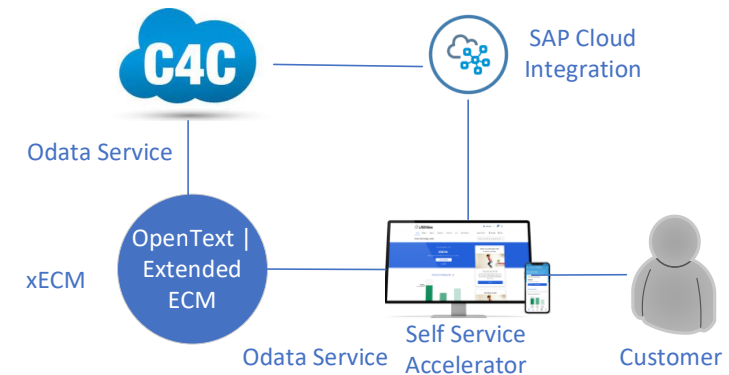 C4C
SAP Cloud
Integration
Odata Service
OpenText |
Extended
ECM
xECM
Odata Service
Self Service
Accelerator
Customer